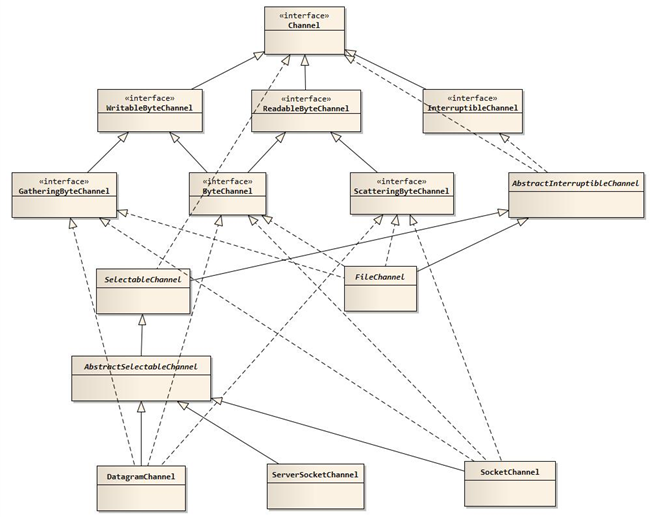 «interface»
Channel
«interface»
WritableByteChannel
«interface»
ReadableByteChannel
«interface»
InterruptibleChannel
«interface»
GatheringByteChannel
«interface»
ByteChannel
«interface»
ScatteringByteChannel
AbstractInterruptibleChannel
SelectableChannel
FileChannel
AbstractSelectableChannel
DatagramChannel
ServerSocketChannel
SocketChannel